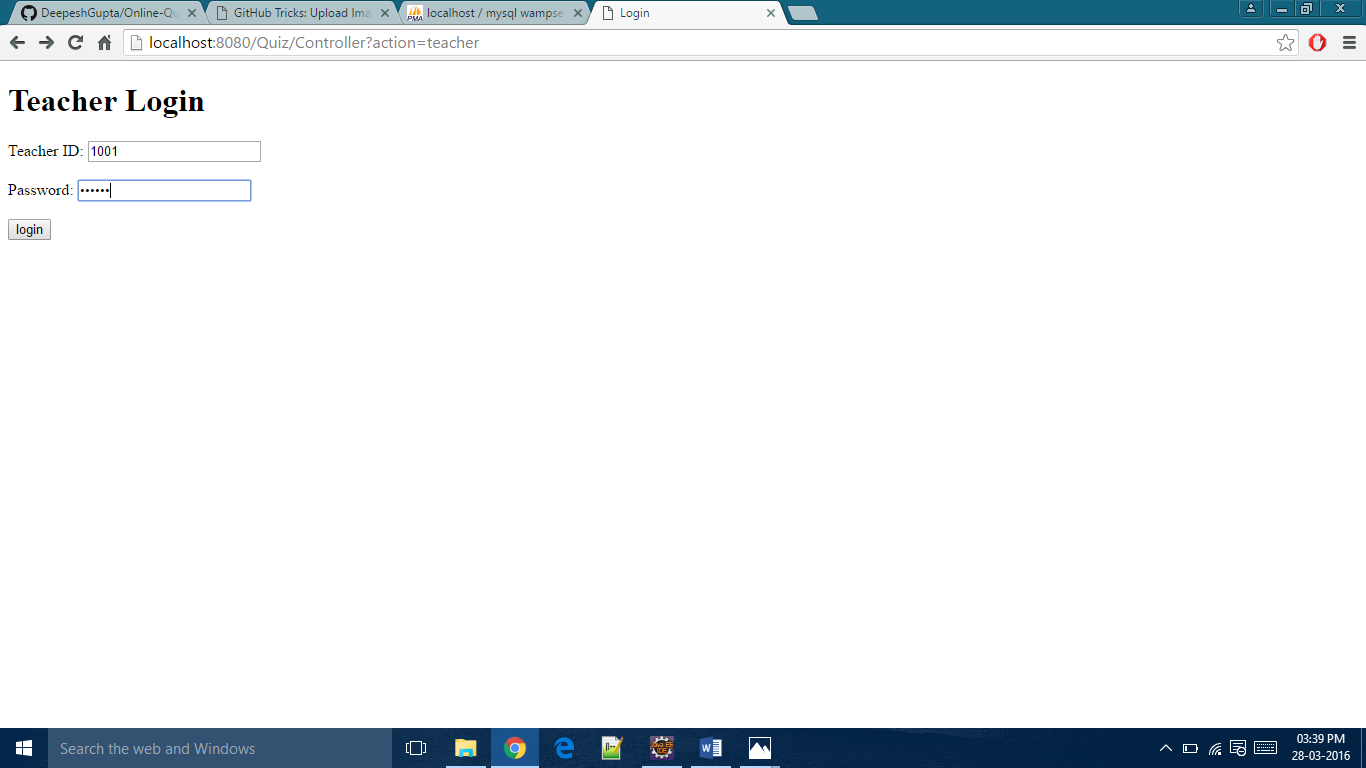 DeepeshGupta/Online-Qu
GitHub Tricks: Upload Ima
localhost / mysql wampse
Login
localhost:8080/Quiz/Controller?action=teacher
Teacher Login
Teacher ID: 1001
Password: ••••••
login
Search the web and Windows
03:39 PM
28-03-2016